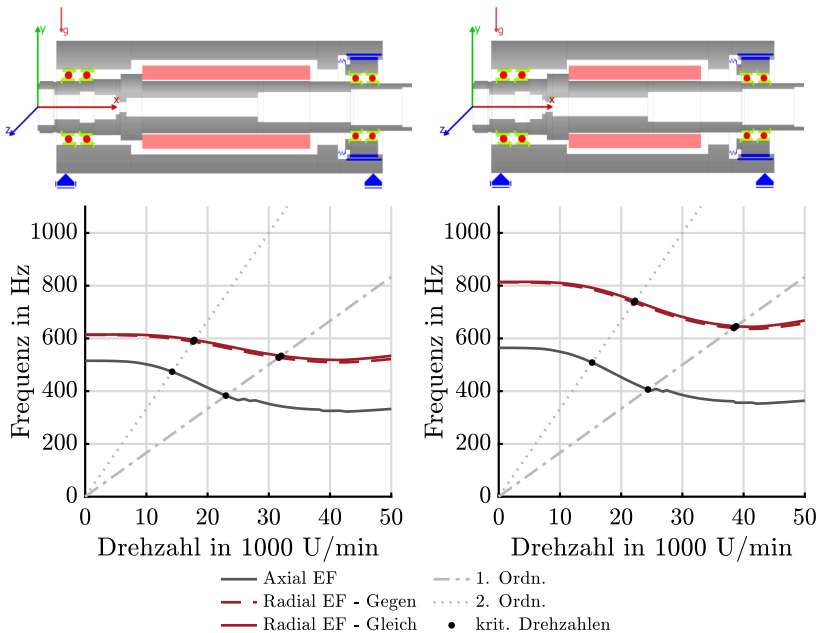 g
y
x
z
g
y
x
z
Frequenz in Hz
1000
800
600
400
200
0
0 10 20 30 40 50
Drehzahl in 1000 U/min
Frequenz in Hz
1000
800
600
400
200
0
0 10 20 30 40 50
Drehzahl in 1000 U/min
Axial EF
Radial EF - Gegen
Radial EF - Gleich
1. Ordn.
2. Ordn.
krit. Drehzahlen